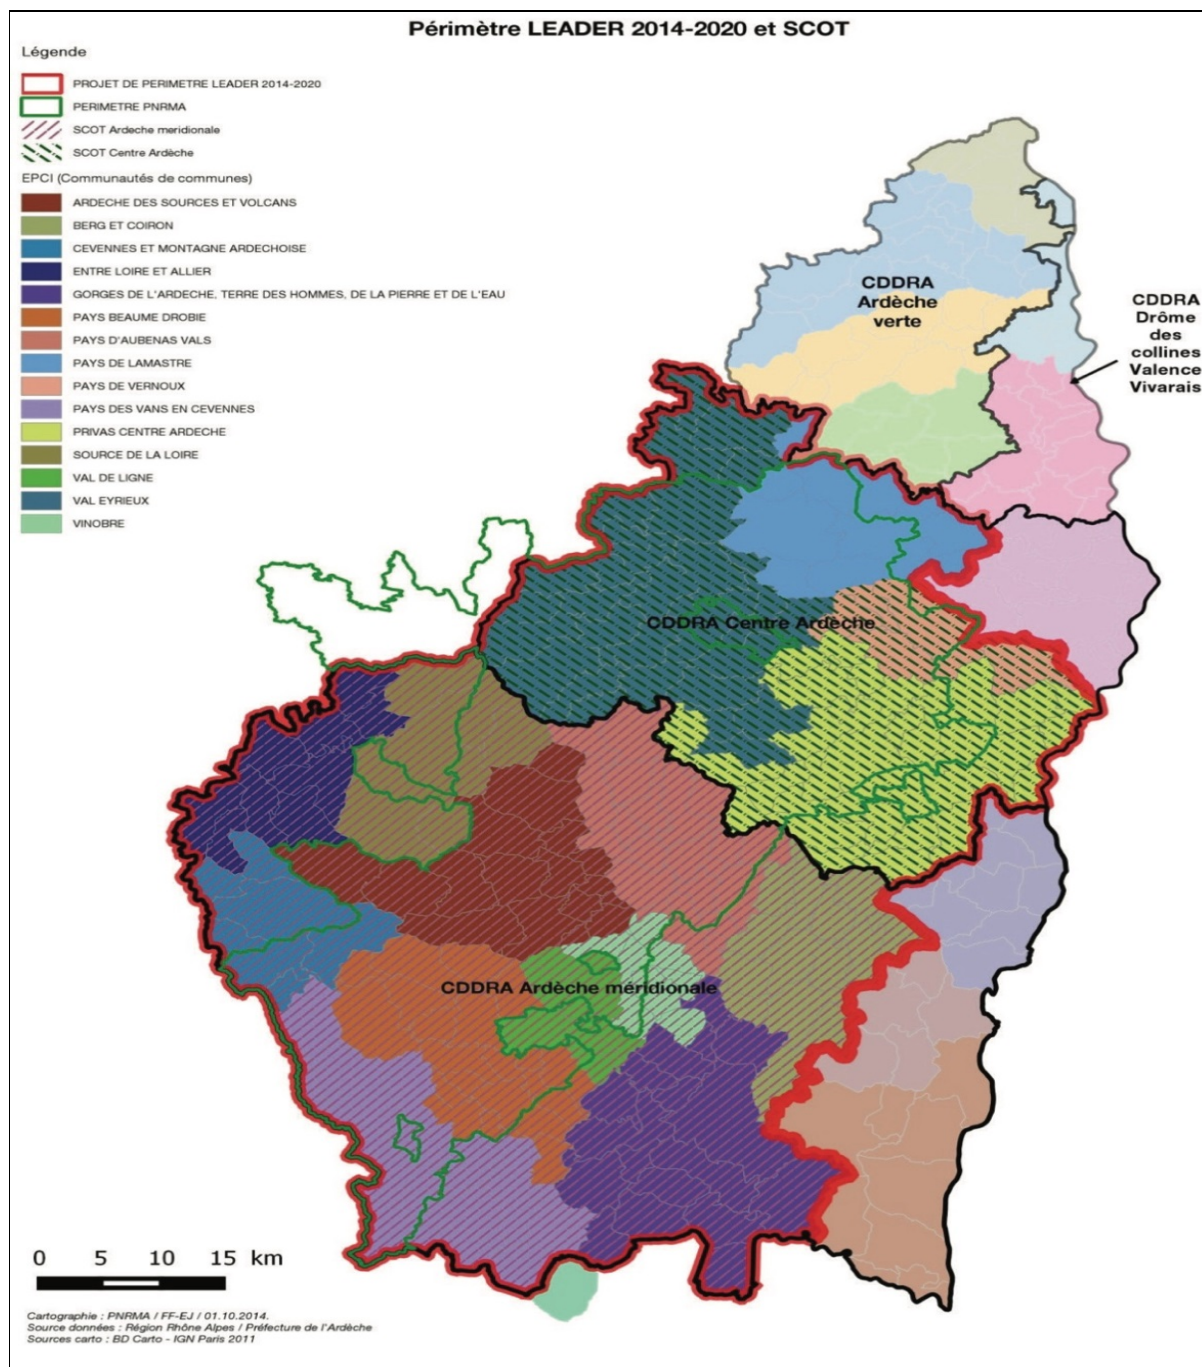 Périmètre LEADER 2014-2020 et SCOT
Légende
PROJET DE PERIMETRE LEADER 2014-2020
PERIMETRE PNRMA
SCOT Ardeche meridionale
SCOT Centre Ardèche
EPCI (Communautés de communes)
ARDECHE DES SOURCES ET VOLCANS
BERG ET COIRON
CEVENNES ET MONTAGNE ARDECHOISE
ENTRE LOIRE ET ALLIER
GORGES DE L'ARDECHE, TERRE DES HOMMES, DE LA PIERRE ET DE L'EAU
PAYS BEAUME DROBIE
PAYS D'AUBENAS VALS
PAYS DE LAMASTRE
PAYS DE VERNOUX
PAYS DES VANS EN CEVENNES
PRIVAS CENTRE ARDECHE
SOURCE DE LA LOIRE
VAL DE LIGNE
VAL EYRIEUX
VINOBRE
CDDRA
Ardèche
verte
CDDRA
Drôme
des
collines
Valence
Vivarais
CDDRA Centre Ardèche
CDDRA Ardèche méridionale
0 5 10 15 km
Cartographie : PNRMA / FF-EJ / 01.10.2014.
Source données : Région Rhône Alpes / Préfecture de l'Ardèche
Sources carto : BD Carto - IGN Paris 2011